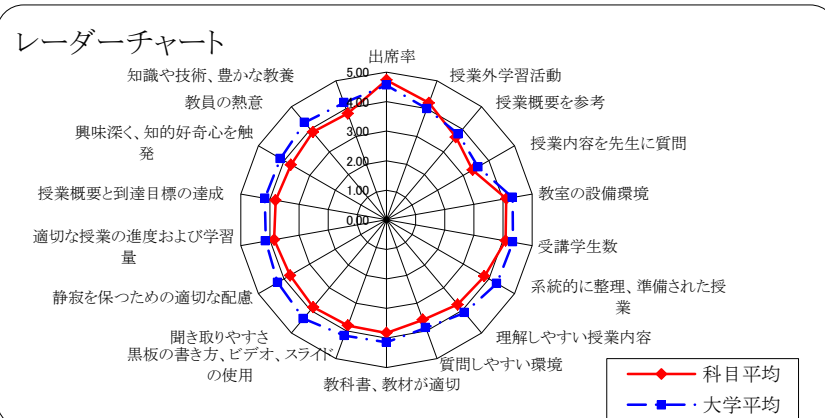 レーダーチャート
出席率
授業外学習活動
授業概要を参考
授業内容を先生に質問
教室の設備環境
受講学生数
系統的に整理、準備された授
業
理解しやすい授業内容
質問しやすい環境
教科書、教材が適切
黒板の書き方、ビデオ、スライド
の使用
聞き取りやすさ
静寂を保つための適切な配慮
適切な授業の進度および学習
量
授業概要と到達目標の達成
興味深く、知的好奇心を触
発
教員の熱意
知識や技術、豊かな教養
5.00
4.00
3.00
2.00
1.00
0.00
科目平均
大学平均